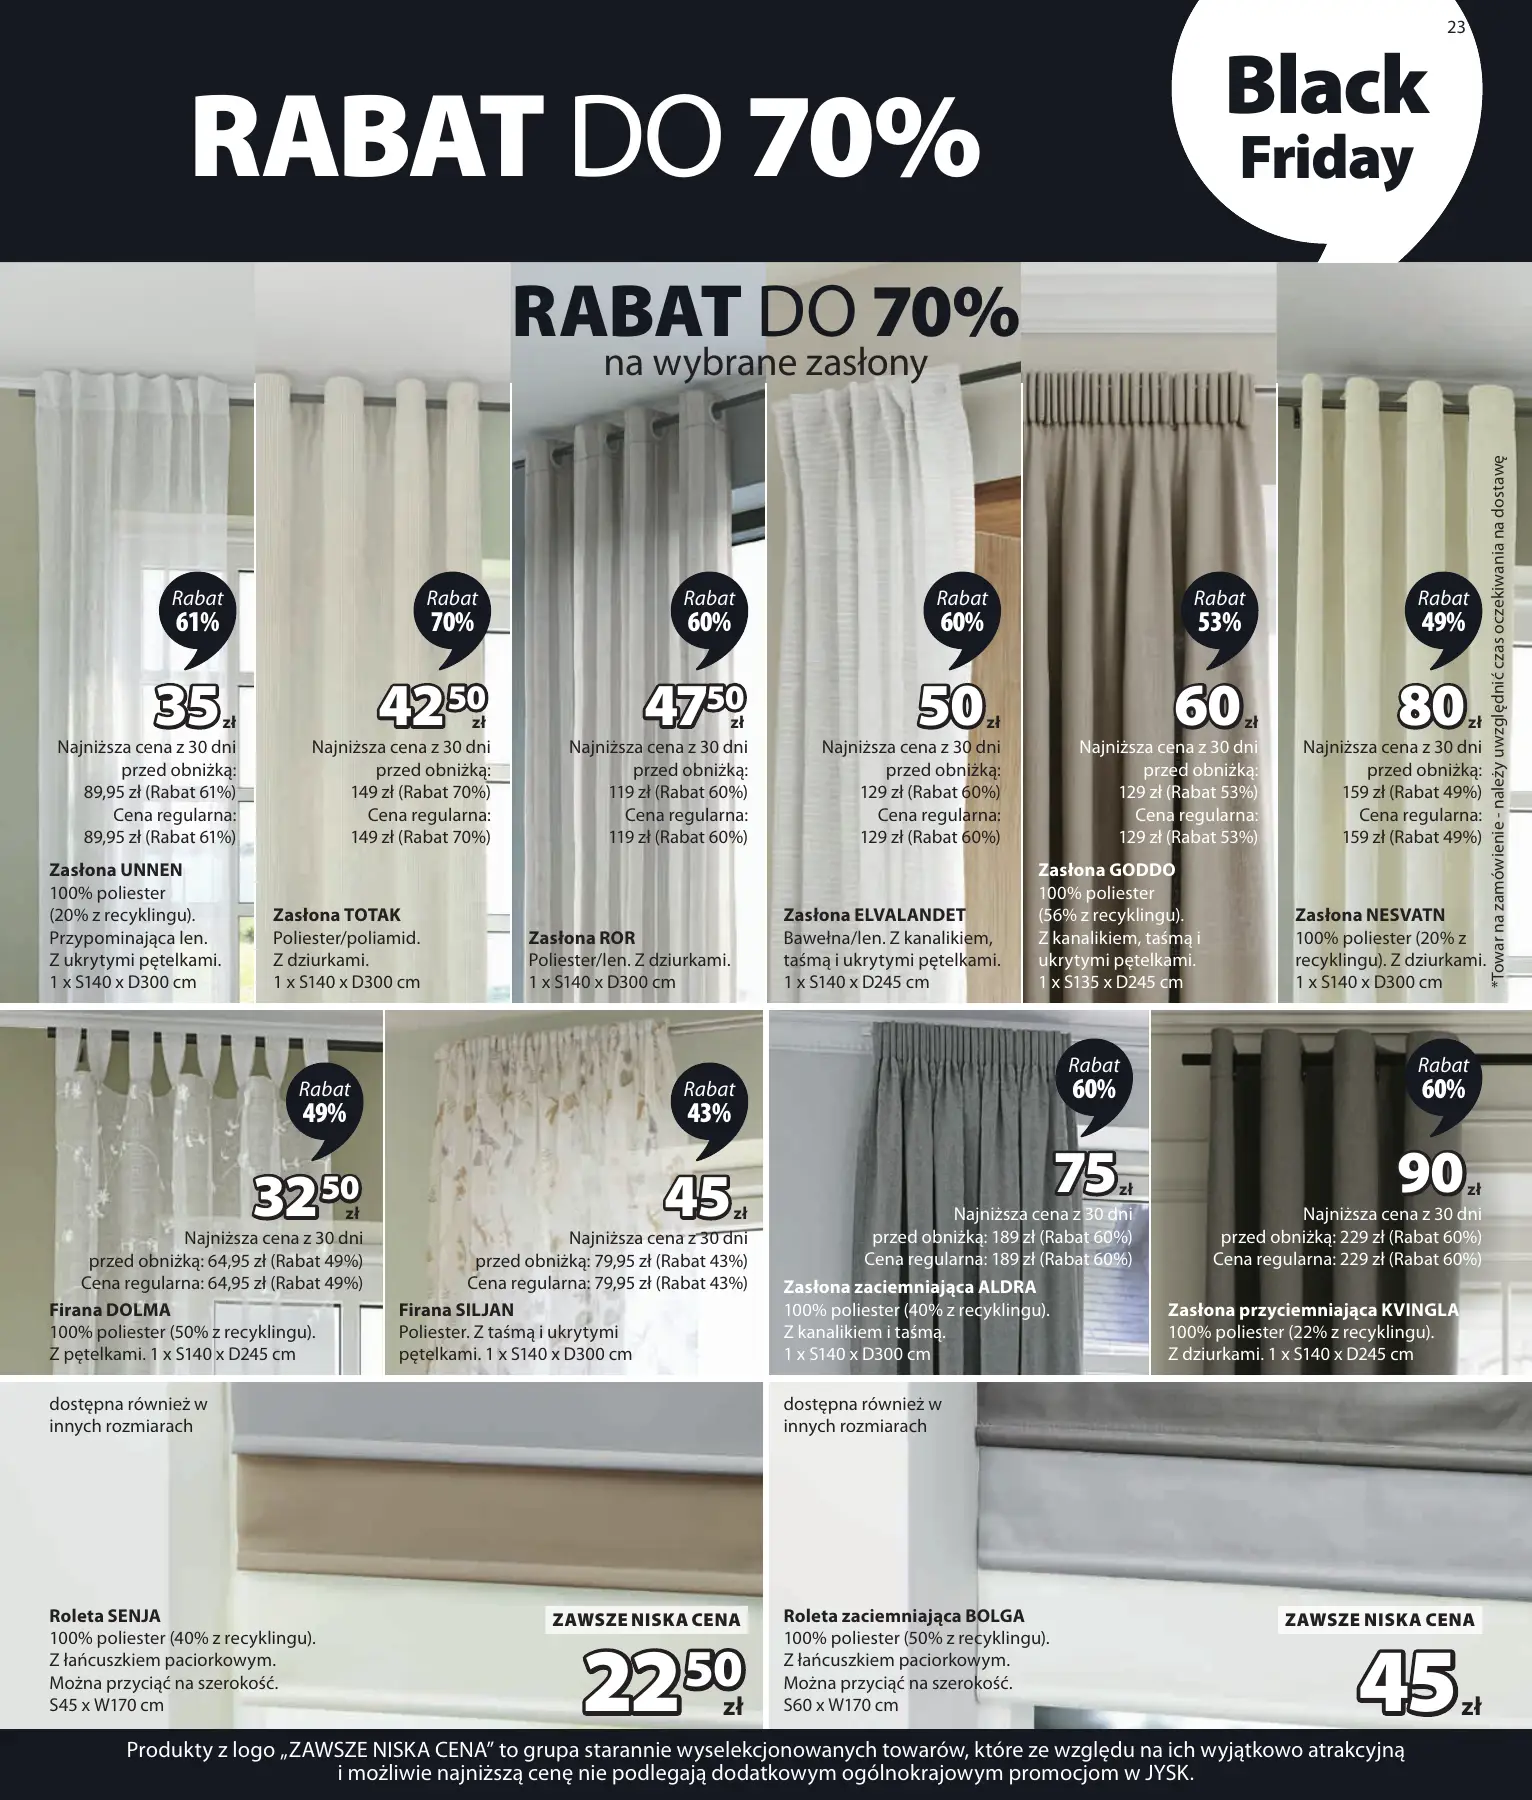 23
Black
Friday
RABAT DO 70%
RABAT DO 70%
na wybrane zasłony
Rabat
61%
35 zł
Najniższa cena z 30 dni
przed obniżką:
89,95 zł (Rabat 61%)
Cena regularna:
89,95 zł (Rabat 61%)
Zasłona UNNEN
100% poliester
(20% z recyklingu).
Przypominająca len.
Z ukrytymi pętelkami.
1 x S140 x D300 cm
Rabat
70%
42 50 zł
Najniższa cena z 30 dni
przed obniżką:
149 zł (Rabat 70%)
Cena regularna:
149 zł (Rabat 70%)
Zasłona TOTAK
Poliester/poliamid.
Z dziurkami.
1 x S140 x D300 cm
Rabat
60%
47 50 zł
Najniższa cena z 30 dni
przed obniżką:
119 zł (Rabat 60%)
Cena regularna:
119 zł (Rabat 60%)
Zasłona ROR
Poliester/len. Z dziurkami.
1 x S140 x D300 cm
Rabat
60%
50 zł
Najniższa cena z 30 dni
przed obniżką:
129 zł (Rabat 60%)
Cena regularna:
129 zł (Rabat 60%)
Zasłona ELVALANDET
Bawełna/len. Z kanalikiem,
taśmą i ukrytymi pętelkami.
1 x S140 x D245 cm
Rabat
53%
60 zł
Najniższa cena z 30 dni
przed obniżką:
129 zł (Rabat 53%)
Cena regularna:
129 zł (Rabat 53%)
Zasłona GODDO
100% poliester
(56% z recyklingu).
Z kanalikiem, taśmą i
ukrytymi pętelkami.
1 x S135 x D245 cm
Rabat
49%
80 zł
Najniższa cena z 30 dni
przed obniżką:
159 zł (Rabat 49%)
Cena regularna:
159 zł (Rabat 49%)
Zasłona NESVATN
100% poliester (20% z
recyklingu). Z dziurkami.
1 x S140 x D300 cm
*Towar na zamówienie - należy uwzględnić czas oczekiwania na dostawę
Rabat
49%
32 50 zł
Najniższa cena z 30 dni
przed obniżką: 64,95 zł (Rabat 49%)
Cena regularna: 64,95 zł (Rabat 49%)
Firana DOLMA
100% poliester (50% z recyklingu).
Z pętelkami. 1 x S140 x D245 cm
Rabat
43%
45 zł
Najniższa cena z 30 dni
przed obniżką: 79,95 zł (Rabat 43%)
Cena regularna: 79,95 zł (Rabat 43%)
Firana SILJAN
Poliester. Z taśmą i ukrytymi
pętelkami. 1 x S140 x D300 cm
Rabat
60%
75 zł
Najniższa cena z 30 dni
przed obniżką: 189 zł (Rabat 60%)
Cena regularna: 189 zł (Rabat 60%)
Zasłona zaciemniająca ALDRA
100% poliester (40% z recyklingu).
Z kanalikiem i taśmą.
1 x S140 x D300 cm
Rabat
60%
90 zł
Najniższa cena z 30 dni
przed obniżką: 229 zł (Rabat 60%)
Cena regularna: 229 zł (Rabat 60%)
Zasłona przyciemniająca KVINGLA
100% poliester (22% z recyklingu).
Z dziurkami. 1 x S140 x D245 cm
dostępna również w
innych rozmiarach
Roleta SENJA
100% poliester (40% z recyklingu).
Z łańcuszkiem paciorkowym.
Można przyciąć na szerokość.
S45 x W170 cm
ZAWSZE NISKA CENA
22 50 zł
dostępna również w
innych rozmiarach
Roleta zaciemniająca BOLGA
100% poliester (50% z recyklingu).
Z łańcuszkiem paciorkowym.
Można przyciąć na szerokość.
S60 x W170 cm
ZAWSZE NISKA CENA
45 zł
Produkty z logo „ZAWSZE NISKA CENA” to grupa starannie wyselekcjonowanych towarów, które ze względu na ich wyjątkowo atrakcyjną
i możliwie najniższą cenę nie podlegają dodatkowym ogólnokrajowym promocjom w JYSK.